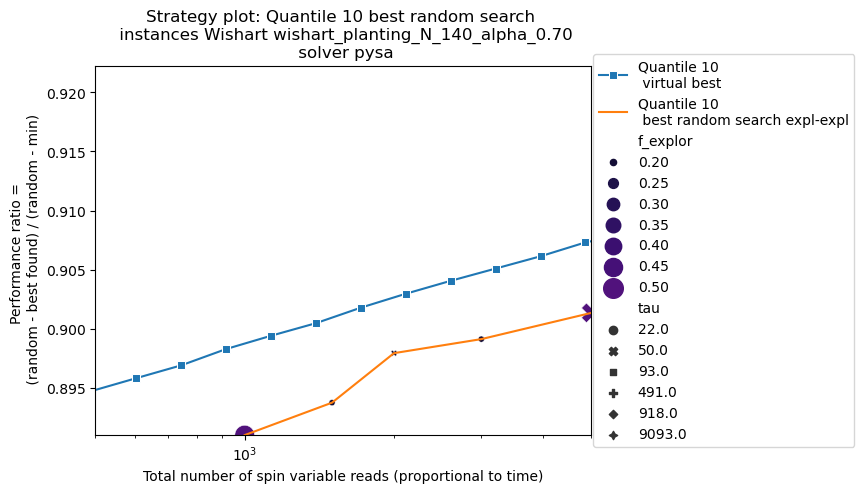 Strategy plot: Quantile 10 best random search
instances Wishart wishart_planting_N_140_alpha_0.70
solver pysa
0.920
0.915
0.910
0.905
0.900
0.895
Performance ratio =
(random - best found) / (random - min)
10^3
Total number of spin variable reads (proportional to time)
Quantile 10
virtual best
Quantile 10
best random search expl-expl
f_explor
0.20
0.25
0.30
0.35
0.40
0.45
0.50
tau
22.0
50.0
93.0
491.0
918.0
9093.0